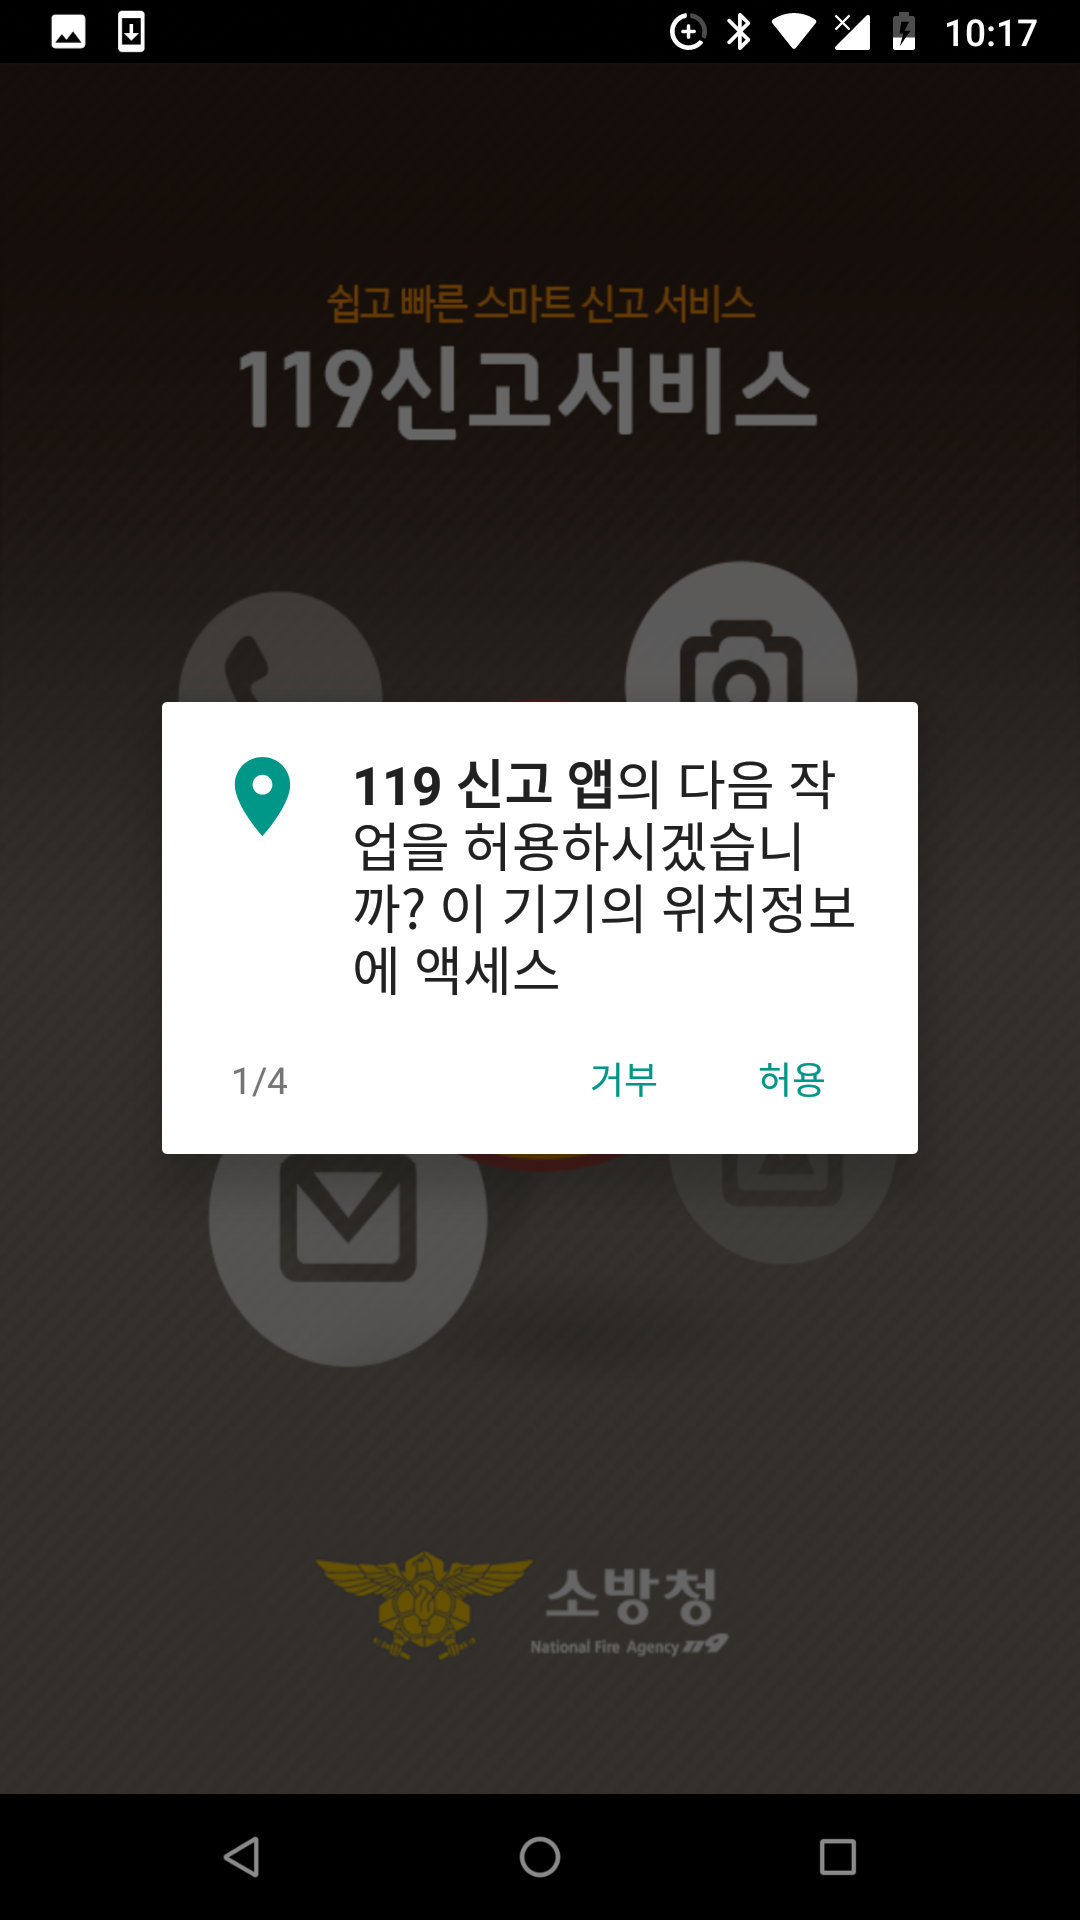 10:17
쉽고 빠른 스마트 신고 서비스
119신고서비스
119 신고 앱의 다음 작
업을 허용하시겠습니
까? 이 기기의 위치정보
에 액세스
1/4
거부
허용
소방청
National Fire Agency 119